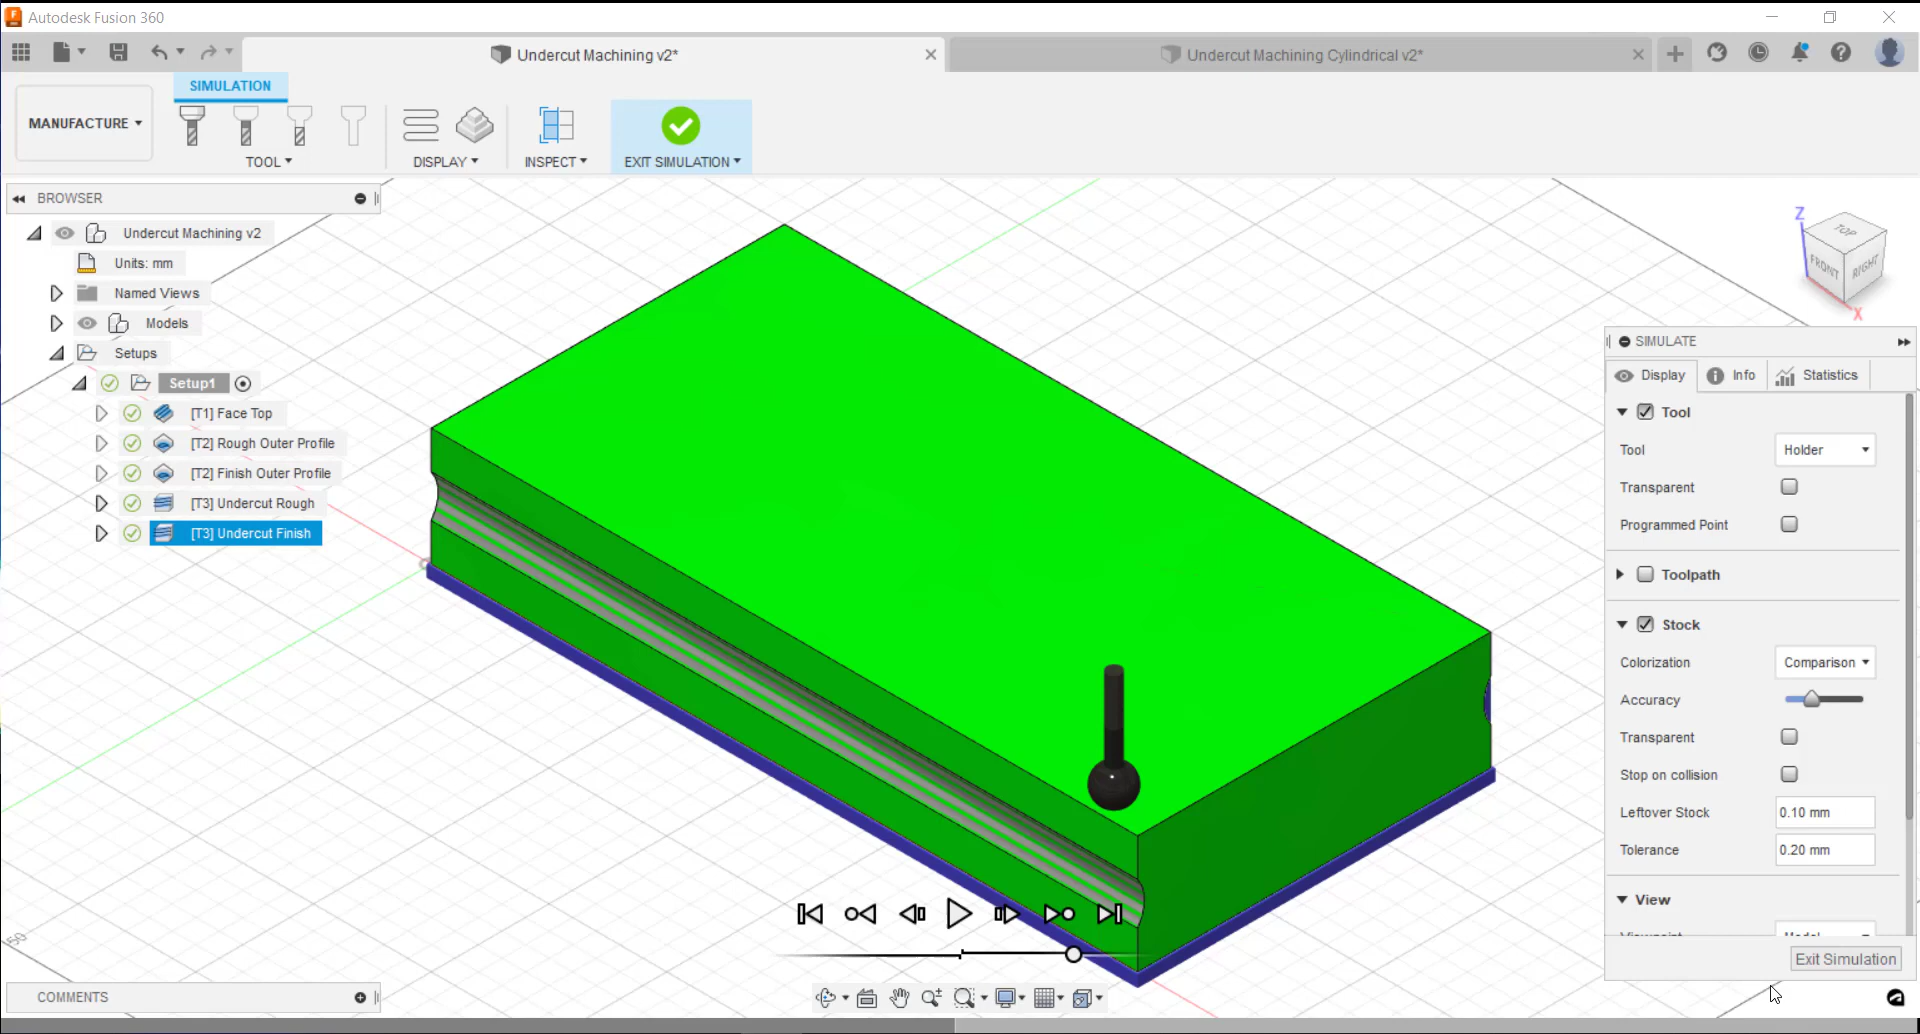 Autodesk Fusion 360
Undercut Machining v2*
Undercut Machining Cylindrical v2*
MANUFACTURE
SIMULATION
TOOL
DISPLAY
INSPECT
EXIT SIMULATION
BROWSER
Undercut Machining v2
Units: mm
Named Views
Models
Setups
Setup1
[T1] Face Top
[T2] Rough Outer Profile
[T2] Finish Outer Profile
[T3] Undercut Rough
[T3] Undercut Finish
Z
TOP
FRONT
RIGHT
X
SIMULATE
Display
Info
Statistics
Tool
Tool
Holder
Transparent
Programmed Point
Toolpath
Stock
Colorization
Comparison
Accuracy
Transparent
Stop on collision
Leftover Stock
0.10 mm
Tolerance
0.20 mm
View
Exit Simulation
50
COMMENTS